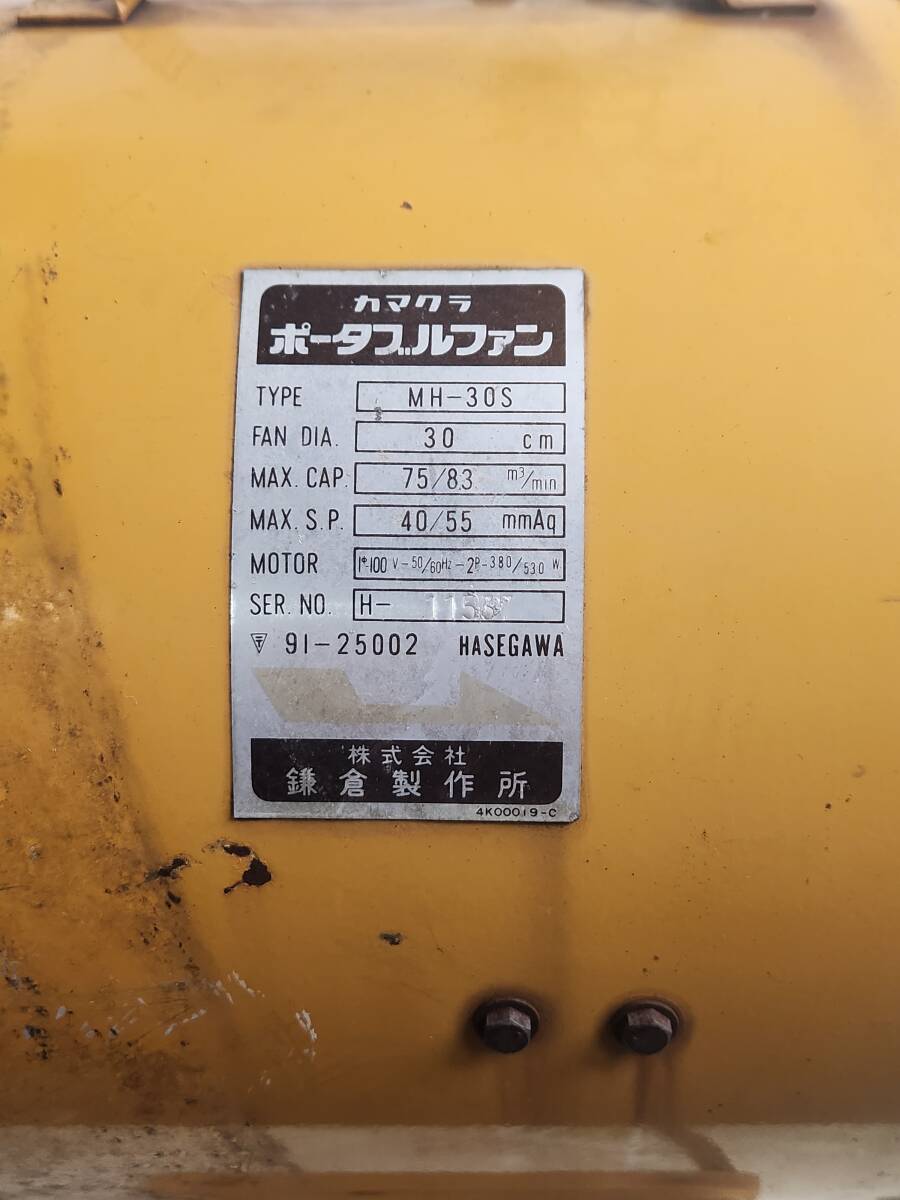 カマクラ
ポータブルファン
TYPE MH-30S
FAN DIA. 30 cm
MAX. CAP. 75/83 m³/min
MAX. S.P. 40/55 mmAq
MOTOR 1φ-100 V-50/60Hz-2P-380/530 W
SER. NO. H-
91-25002 HASEGAWA
株式会社
鎌倉製作所
4K00019-C